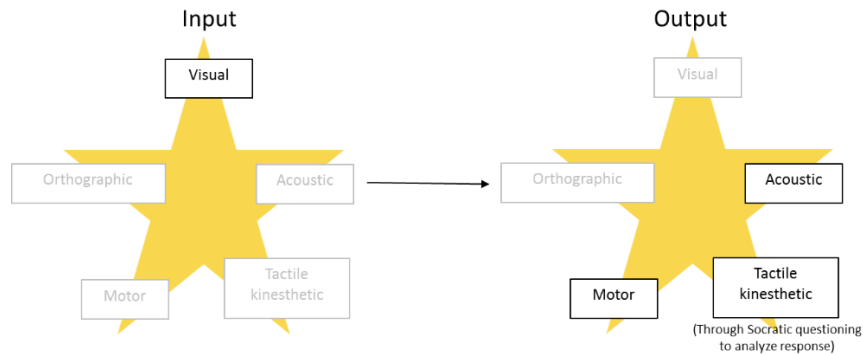 Input
Visual
Orthographic
Acoustic
Motor
Tactile
kinesthetic
Output
Visual
Orthographic
Acoustic
Motor
Tactile
kinesthetic
(Through Socratic questioning
to analyze response)